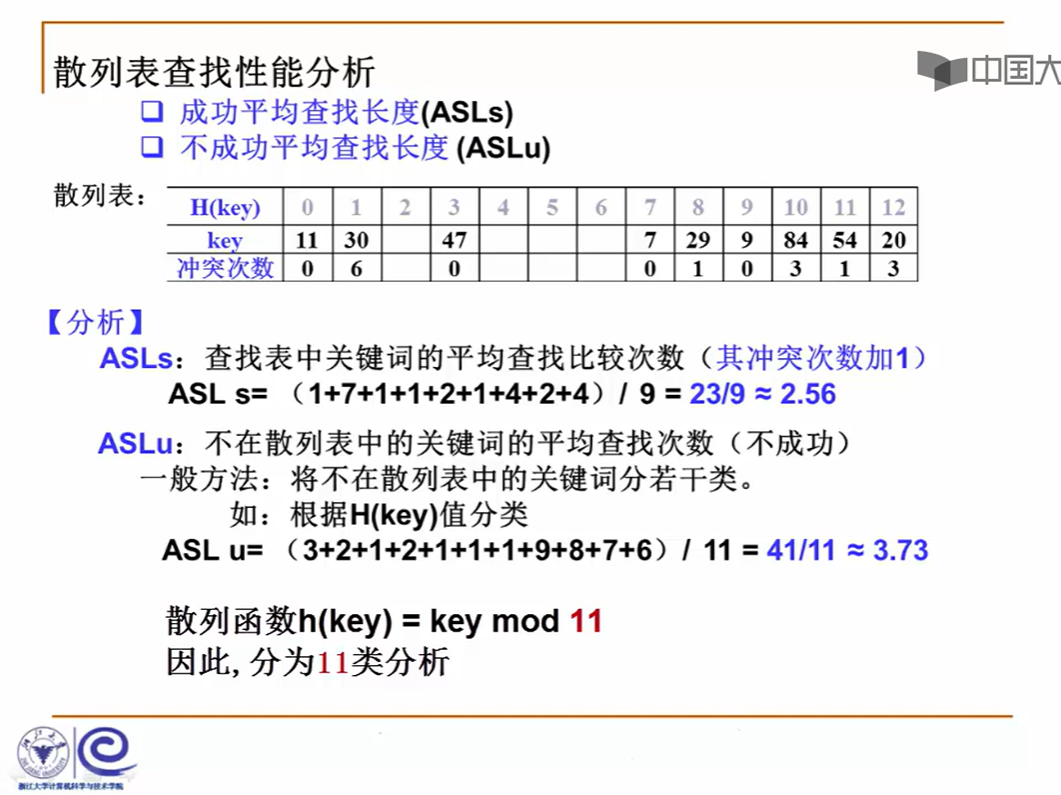 散列表查找性能分析
中国大
❑ 成功平均查找长度(ASLs)
❑ 不成功平均查找长度 (ASLu)
散列表:
H(key) 0 1 2 3 4 5 6 7 8 9 10 11 12
key 11 30 47 7 29 9 84 54 20
冲突次数 0 6 0 0 1 0 3 1 3
【分析】
ASLs：查找表中关键词的平均查找比较次数（其冲突次数加1）
ASL s= （1+7+1+1+2+1+4+2+4）/ 9 = 23/9 ≈ 2.56
ASLu：不在散列表中的关键词的平均查找次数（不成功）
一般方法：将不在散列表中的关键词分若干类。
如：根据H(key)值分类
ASL u= （3+2+1+2+1+1+1+9+8+7+6）/ 11 = 41/11 ≈ 3.73
散列函数h(key) = key mod 11
因此, 分为11类分析
浙江大学计算机科学与技术学院